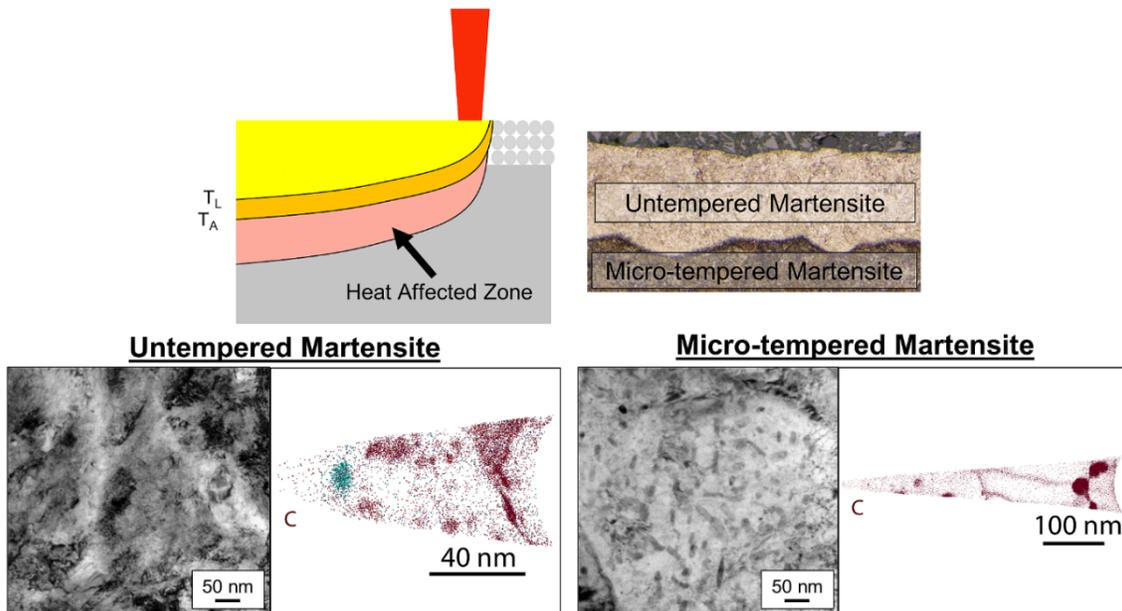 T_L
T_A
Heat Affected Zone
Untempered Martensite
Micro-tempered Martensite
Untempered Martensite
Micro-tempered Martensite
50 nm
C
40 nm
50 nm
C
100 nm